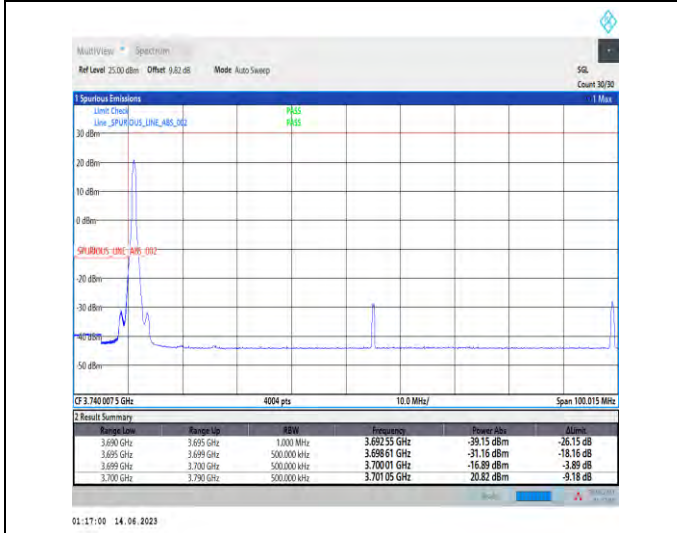 MultiView Spectrum
Ref Level 25.00 dBm Offset 9.82 dB Mode Auto Sweep SGL
Count 30/30
1 Spurious Emissions 1 Max
Limit Check PASS
Line _SPURIOUS_LINE_ABS_002 PASS
30 dBm
20 dBm
10 dBm
0 dBm
_SPURIOUS_LINE_ABS_002
-20 dBm
-30 dBm
-40 dBm
-50 dBm
CF 3.740 007 5 GHz 4004 pts 10.0 MHz/ Span 100.015 MHz
2 Result Summary
Range Low Range Up RBW Frequency Power Abs ΔLimit
3.690 GHz 3.695 GHz 1.000 MHz 3.692 55 GHz -39.15 dBm -26.15 dB
3.695 GHz 3.699 GHz 500.000 kHz 3.698 61 GHz -31.16 dBm -18.16 dB
3.699 GHz 3.700 GHz 500.000 kHz 3.700 01 GHz -16.89 dBm -3.89 dB
3.700 GHz 3.790 GHz 500.000 kHz 3.701 05 GHz 20.82 dBm -9.18 dB
01:17:00 14.06.2023